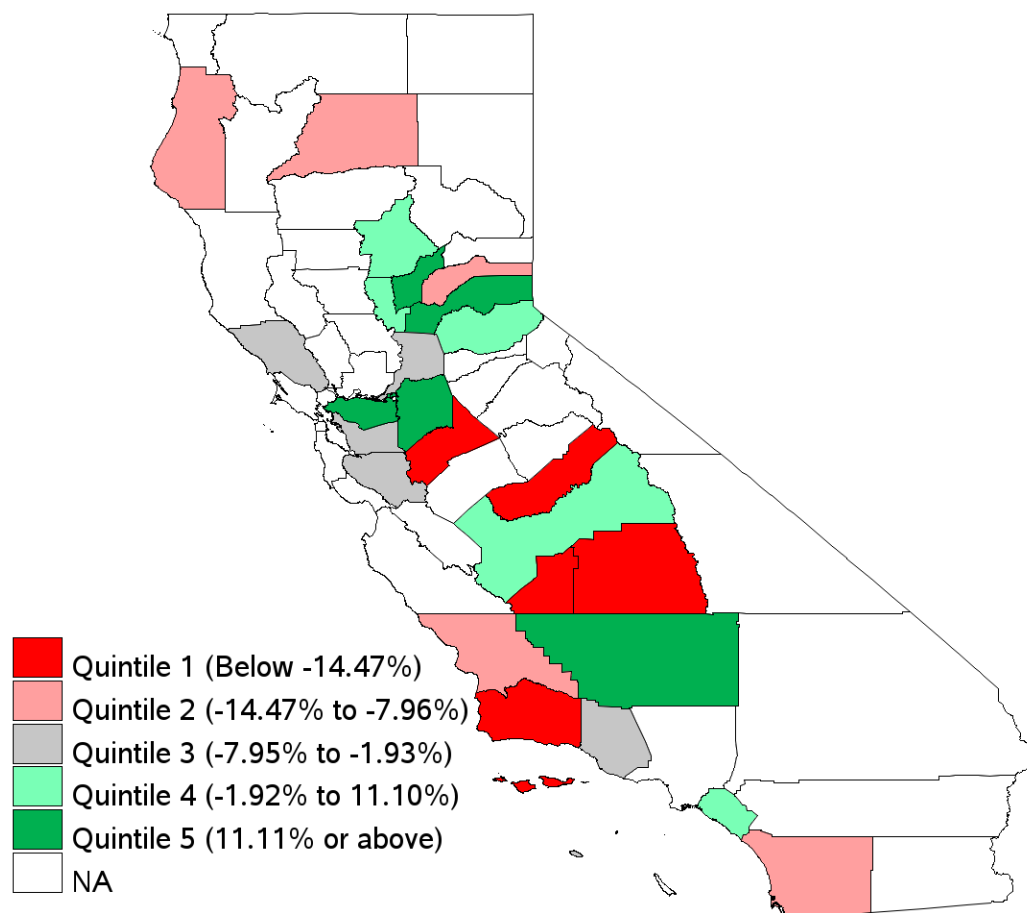 Quintile 1 (Below -14.47%)
Quintile 2 (-14.47% to -7.96%)
Quintile 3 (-7.95% to -1.93%)
Quintile 4 (-1.92% to 11.10%)
Quintile 5 (11.11% or above)
NA